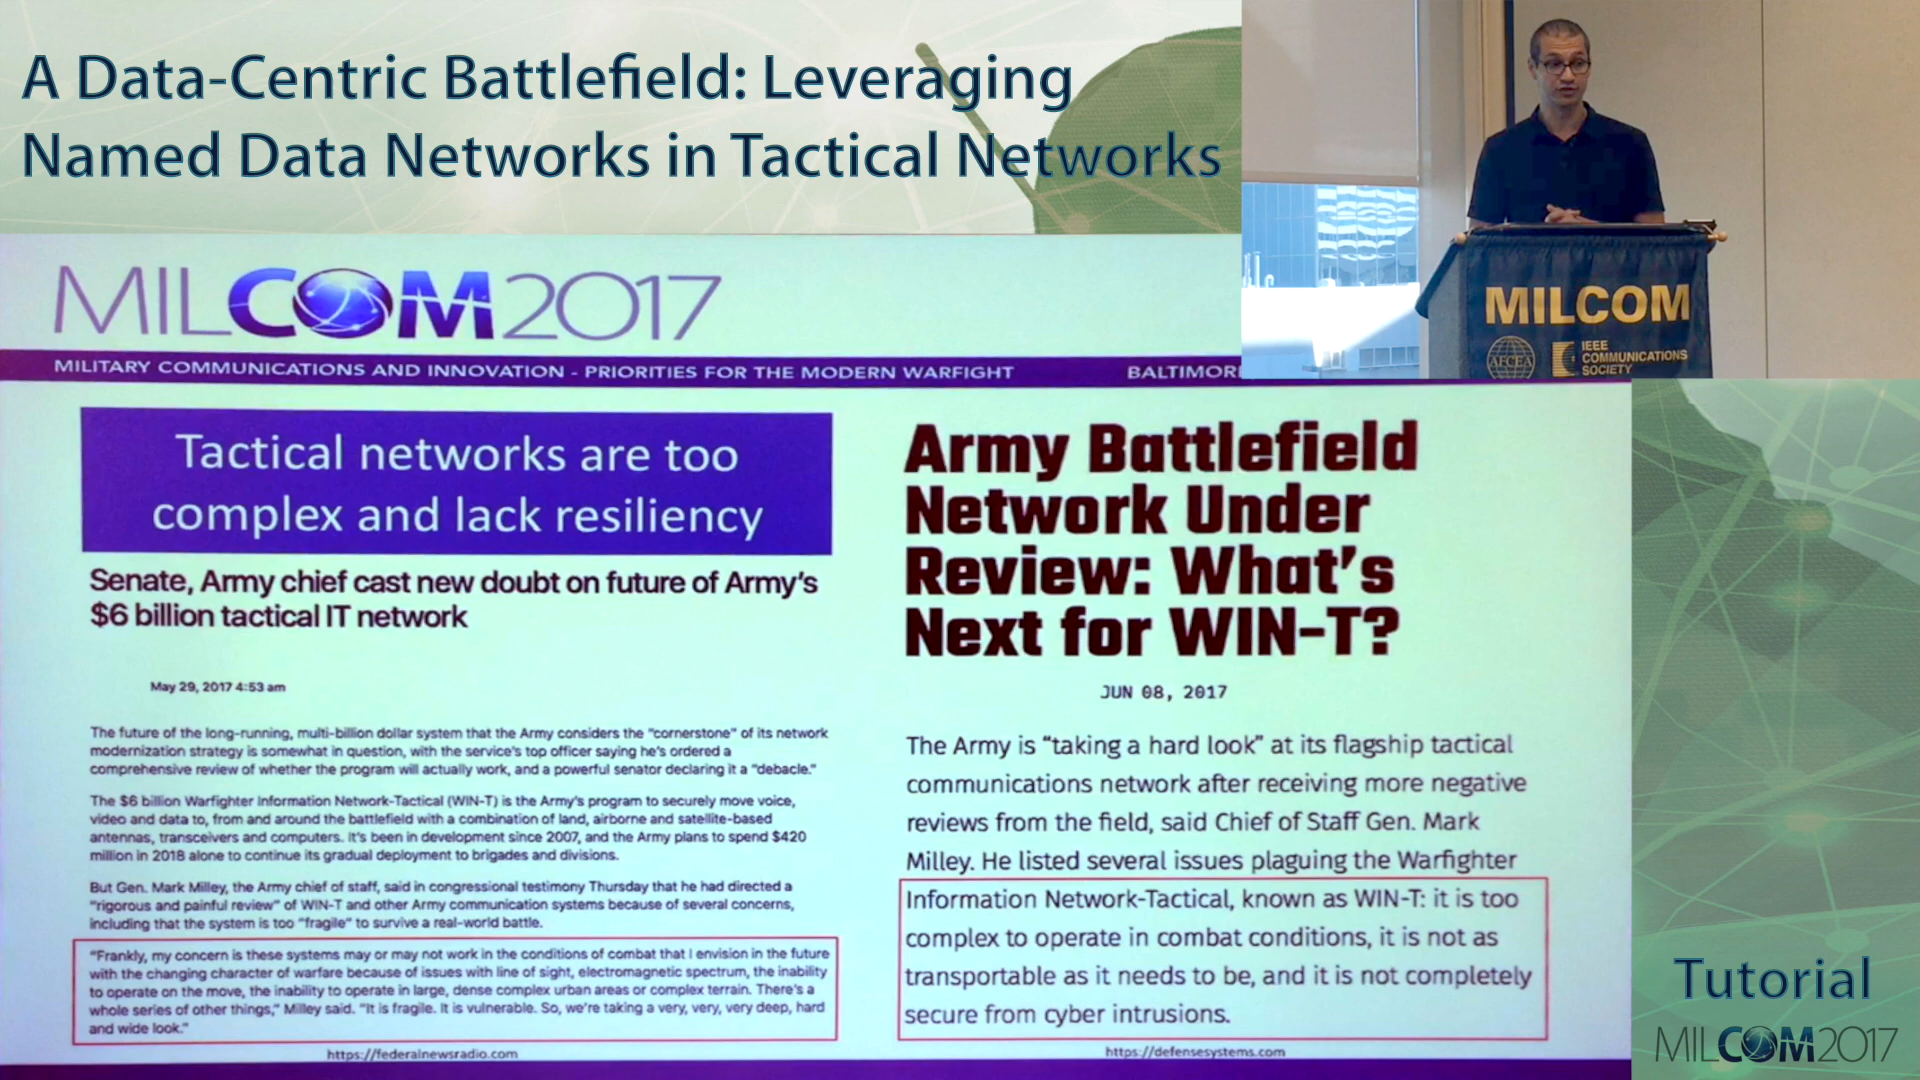 A Data-Centric Battlefield: Leveraging
Named Data Networks in Tactical Networks
MILCOM2017
MILITARY COMMUNICATIONS AND INNOVATION - PRIORITIES FOR THE MODERN WARFIGHT
BALTIMOR
Tactical networks are too
complex and lack resiliency
Senate, Army chief cast new doubt on future of Army's
$6 billion tactical IT network
May 29, 2017 4:53 am
The future of the long-running, multi-billion dollar system that the Army considers the "cornerstone" of its network
modernization strategy is somewhat in question, with the service's top officer saying he's ordered a
comprehensive review of whether the program will actually work, and a powerful senator declaring it a "debacle."
The $6 billion Warfighter Information Network-Tactical (WIN-T) is the Army's program to securely move voice,
video and data to, from and around the battlefield with a combination of land, airborne and satellite-based
antennas, transceivers and computers. It's been in development since 2007, and the Army plans to spend $420
million in 2018 alone to continue its gradual deployment to brigades and divisions.
But Gen. Mark Milley, the Army chief of staff, said in congressional testimony Thursday that he had directed a
"rigorous and painful review" of WIN-T and other Army communication systems because of several concerns,
including that the system is too "fragile" to survive a real-world battle.
"Frankly, my concern is these systems may or may not work in the conditions of combat that I envision in the future
with the changing character of warfare because of issues with line of sight, electromagnetic spectrum, the inability
to operate on the move, the inability to operate in large, dense complex urban areas or complex terrain. There's a
whole series of other things," Milley said. "It is fragile. It is vulnerable. So, we're taking a very, very, very deep, hard
and wide look."
https://federalnewsradio.com
Army Battlefield
Network Under
Review: What's
Next for WIN-T?
JUN 08, 2017
The Army is “taking a hard look” at its flagship tactical
communications network after receiving more negative
reviews from the field, said Chief of Staff Gen. Mark
Milley. He listed several issues plaguing the Warfighter
Information Network-Tactical, known as WIN-T: it is too
complex to operate in combat conditions, it is not as
transportable as it needs to be, and it is not completely
secure from cyber intrusions.
https://defensesystems.com
MILCOM
AFCEA
IEEE
COMMUNICATIONS
SOCIETY
Tutorial
MILCOM2017